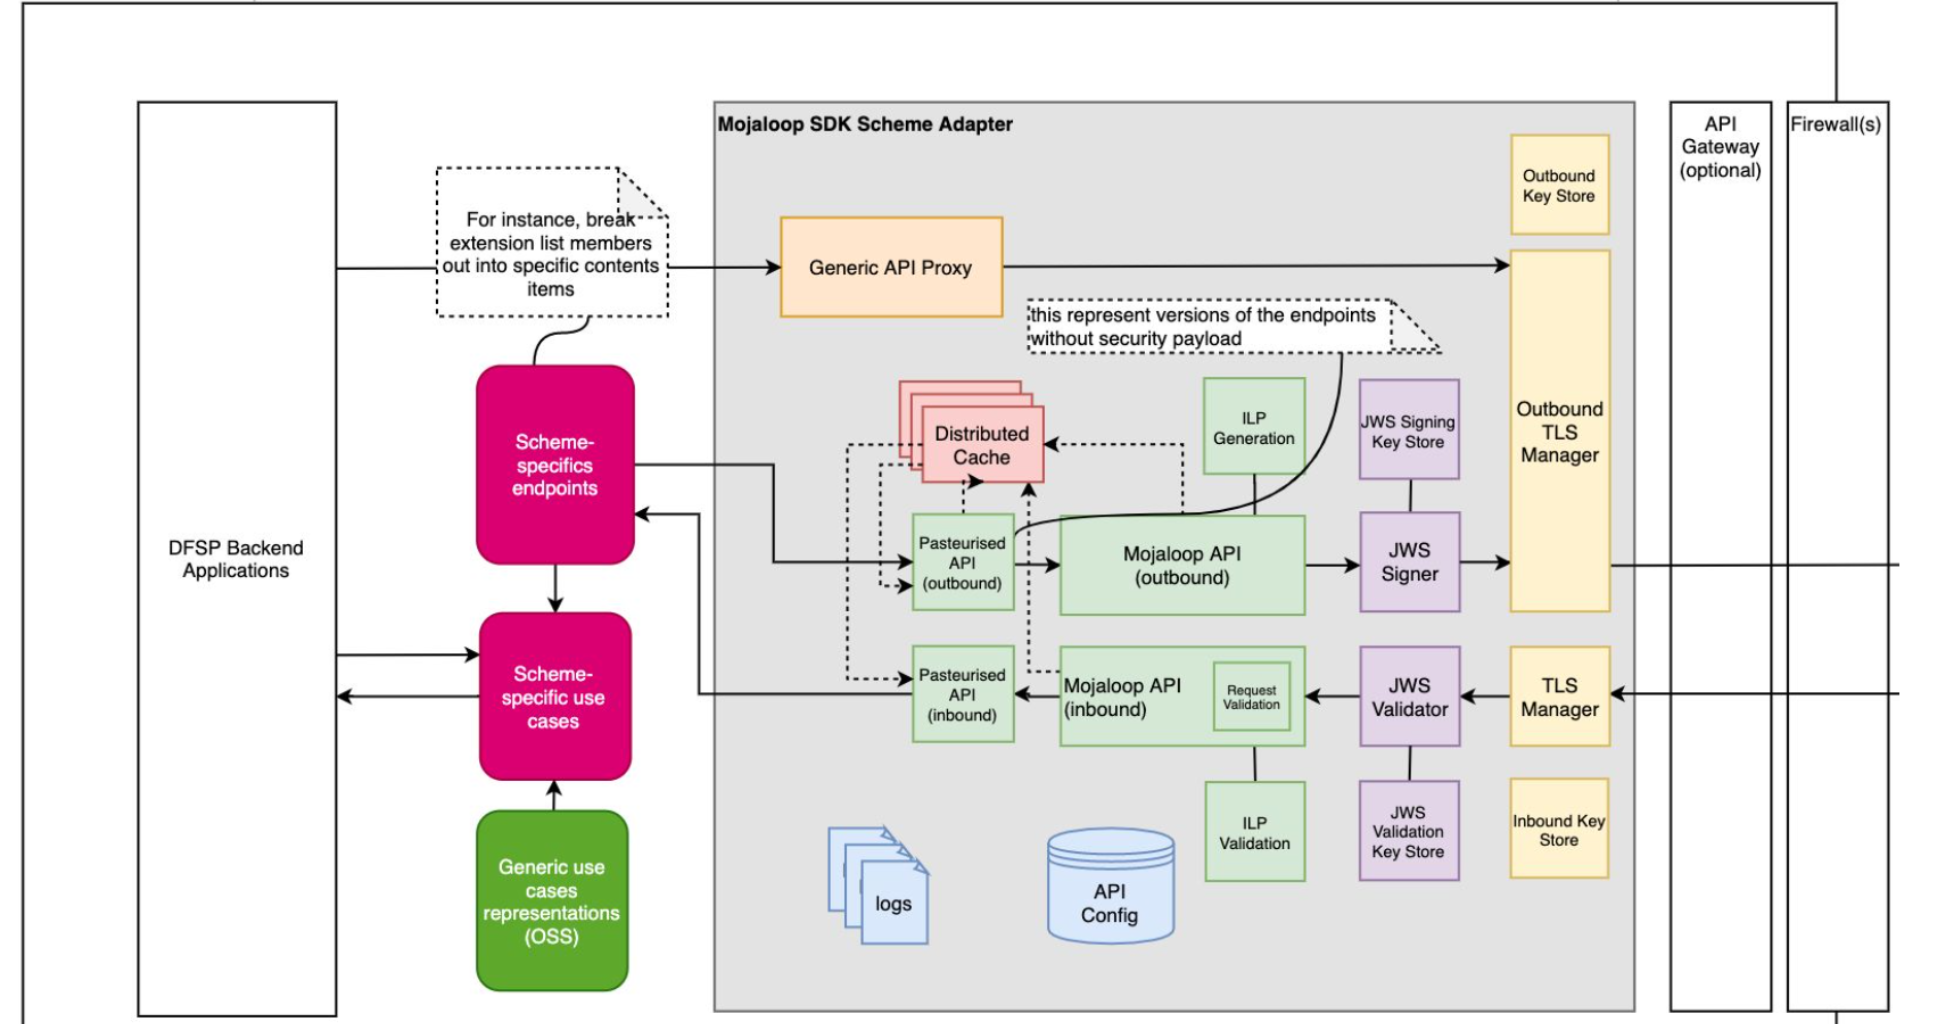 Mojaloop SDK Scheme Adapter
API
Gateway
(optional)
Firewall(s)
Outbound
Key Store
For instance, break
extension list members
out into specific contents
items
Generic API Proxy
this represent versions of the endpoints
without security payload
Scheme-
specifics
endpoints
Distributed
Cache
ILP
Generation
JWS Signing
Key Store
Outbound
TLS
Manager
DFSP Backend
Applications
Pasteurised
API
(outbound)
Mojaloop API
(outbound)
JWS
Signer
Scheme-
specific use
cases
Pasteurised
API
(inbound)
Mojaloop API
(inbound)
Request
Validation
JWS
Validator
TLS
Manager
Generic use
cases
representations
(OSS)
logs
API
Config
ILP
Validation
JWS
Validation
Key Store
Inbound Key
Store